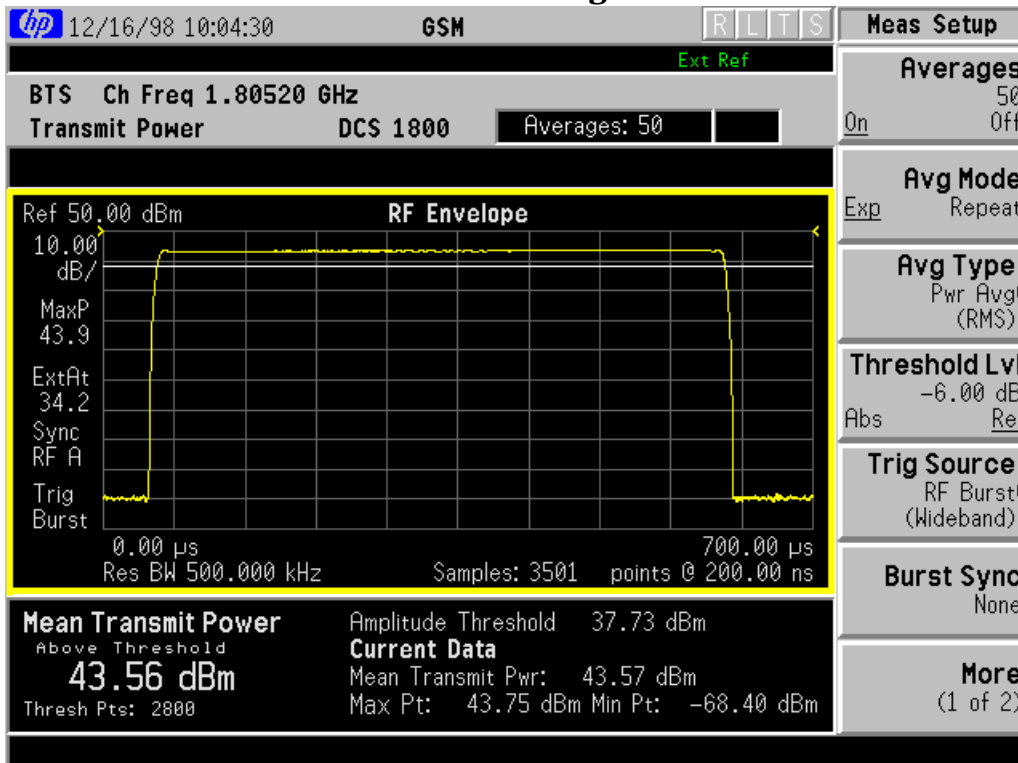 hp 12/16/98 10:04:30 GSM R L T S
Ext Ref
BTS Ch Freq 1.80520 GHz
Transmit Power DCS 1800 Averages: 50
Ref 50.00 dBm RF Envelope
10.00
dB/
MaxP
43.9
ExtAt
34.2
Sync
RF A
Trig
Burst
0.00 µs 700.00 µs
Res BW 500.000 kHz Samples: 3501 points @ 200.00 ns
Mean Transmit Power
Above Threshold
43.56 dBm
Thresh Pts: 2800
Amplitude Threshold 37.73 dBm
Current Data
Mean Transmit Pwr: 43.57 dBm
Max Pt: 43.75 dBm Min Pt: -68.40 dBm
Meas Setup
Averages
50
On Off
Avg Mode
Exp Repeat
Avg Type
Pwr Avg
(RMS)
Threshold Lvl
-6.00 dB
Abs Re
Trig Source
RF Burst
(Wideband)
Burst Sync
None
More
(1 of 2)